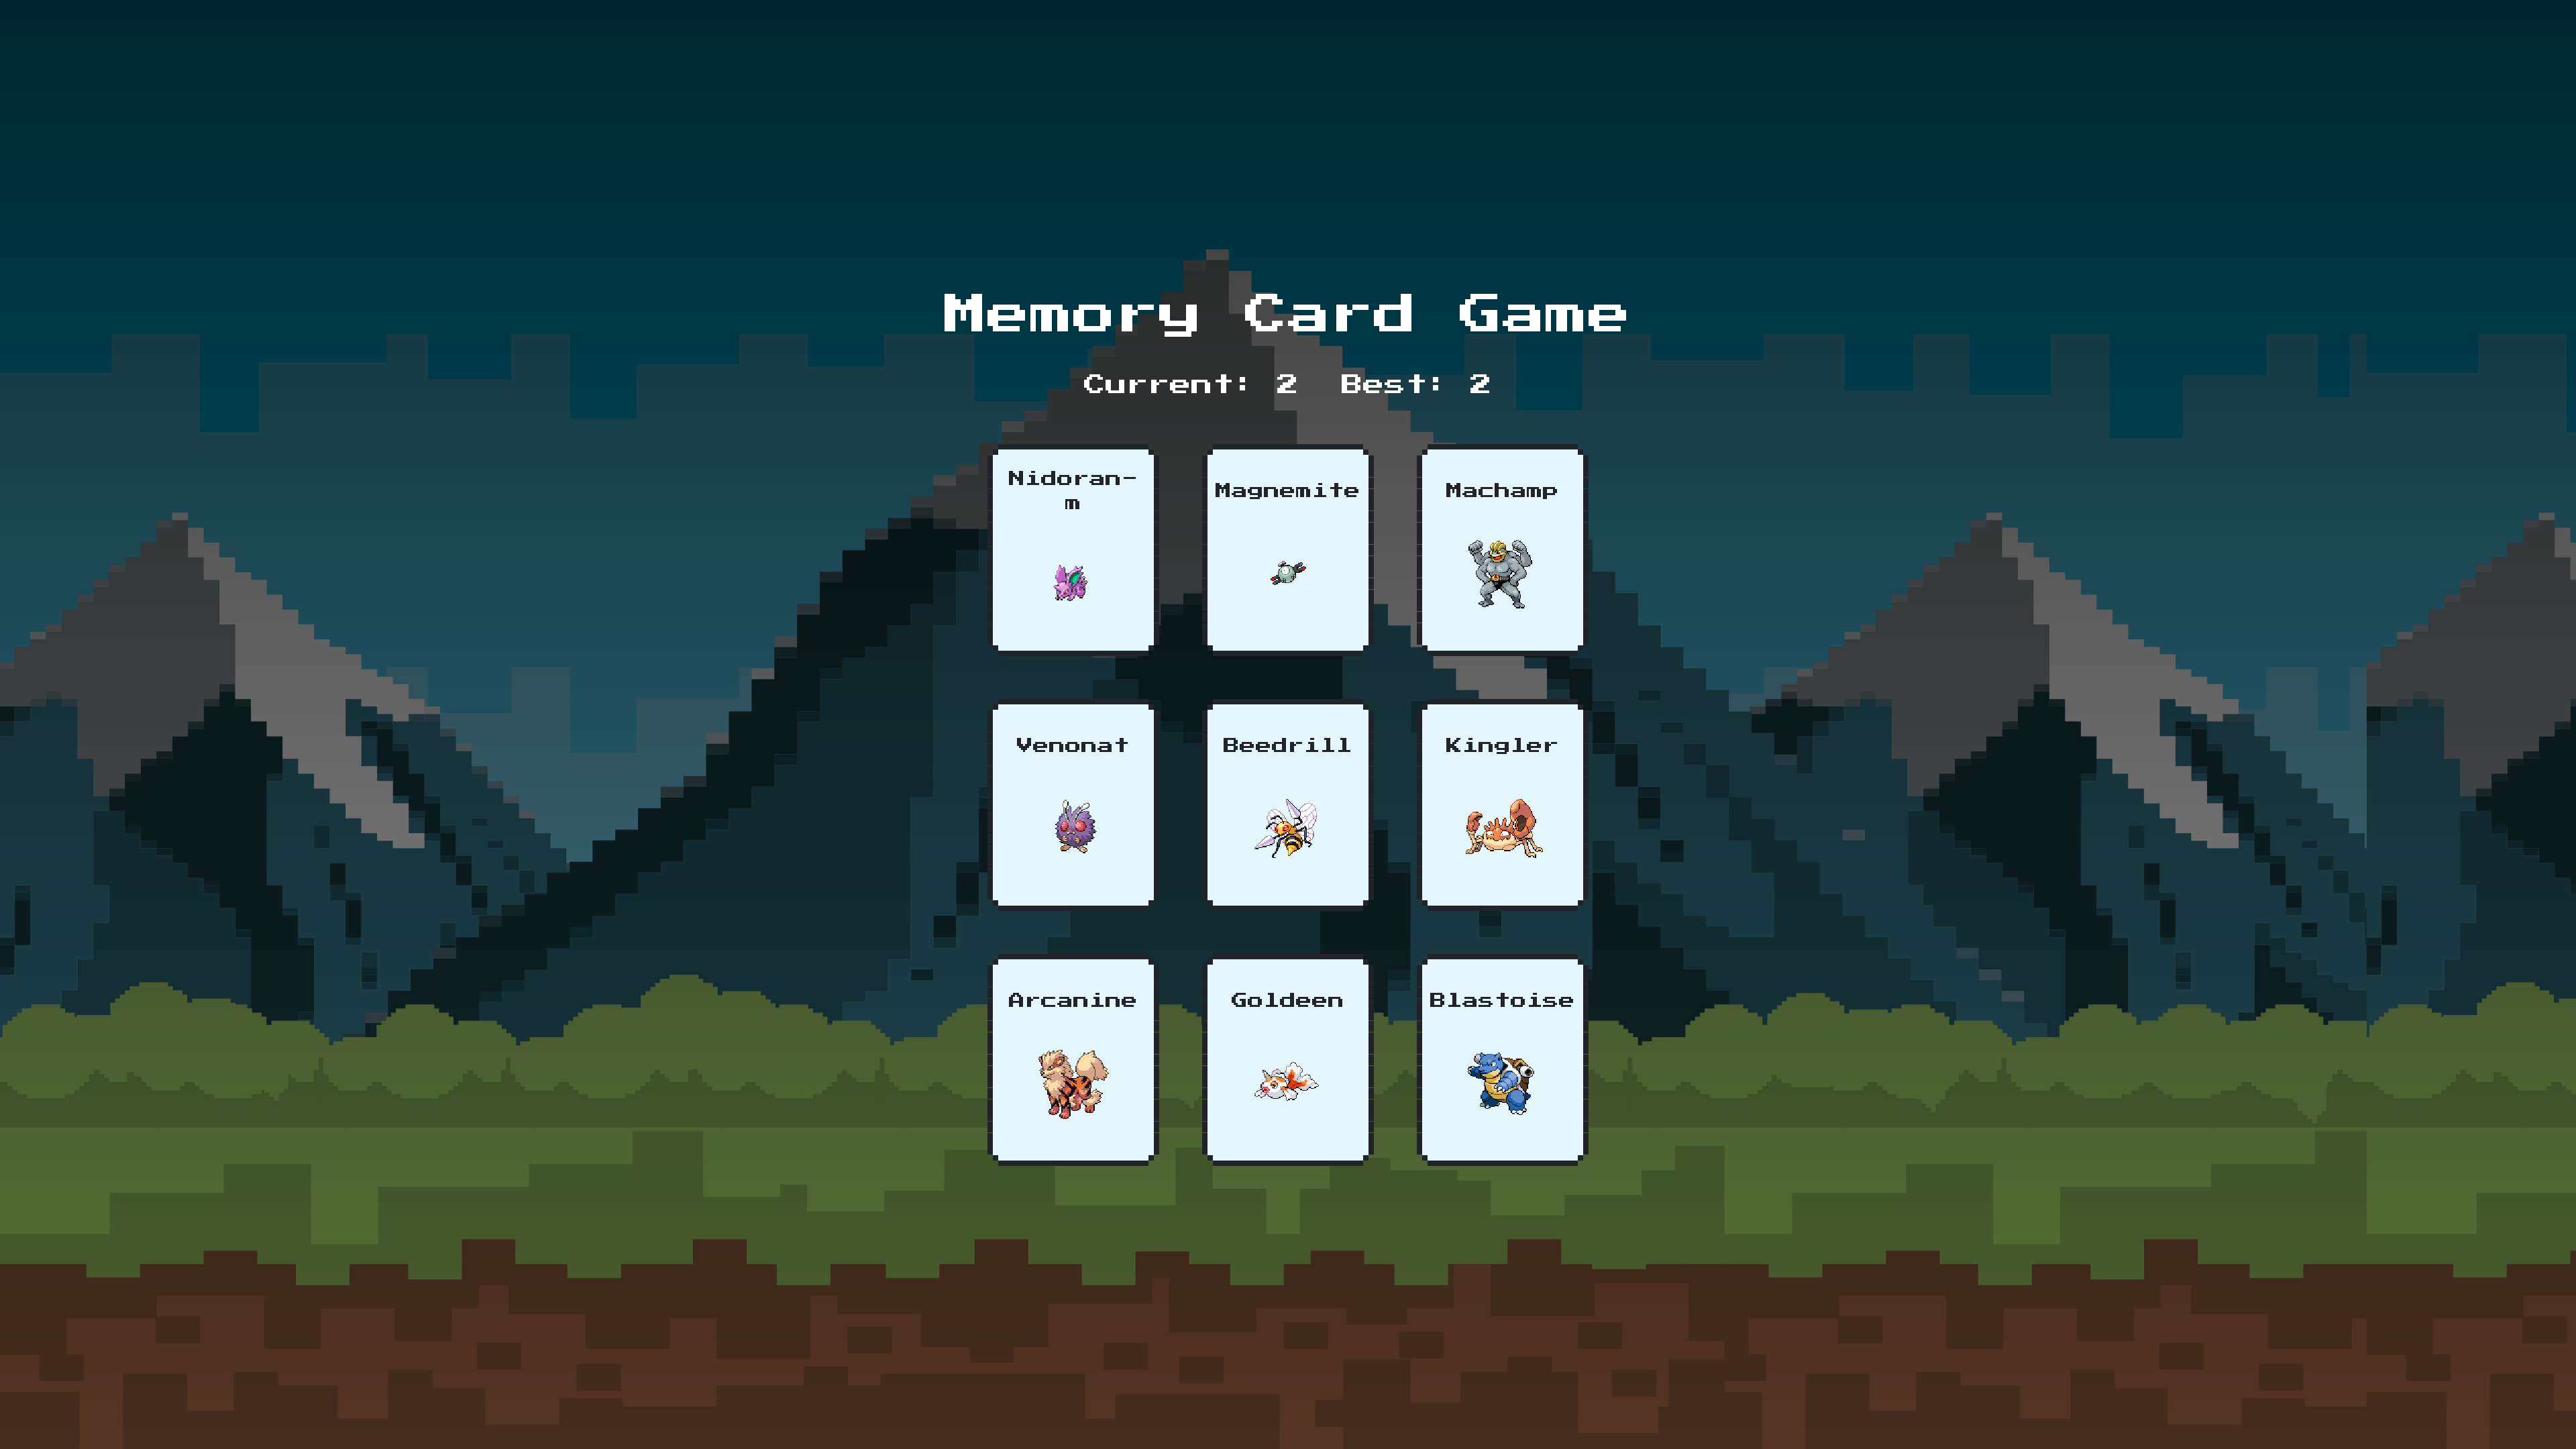 Memory Card Game
Current: 2 Best: 2
Nidoran-
m
Magnemite
Machamp
Venonat
Beedrill
Kingler
Arcanine
Goldeen
Blastoise